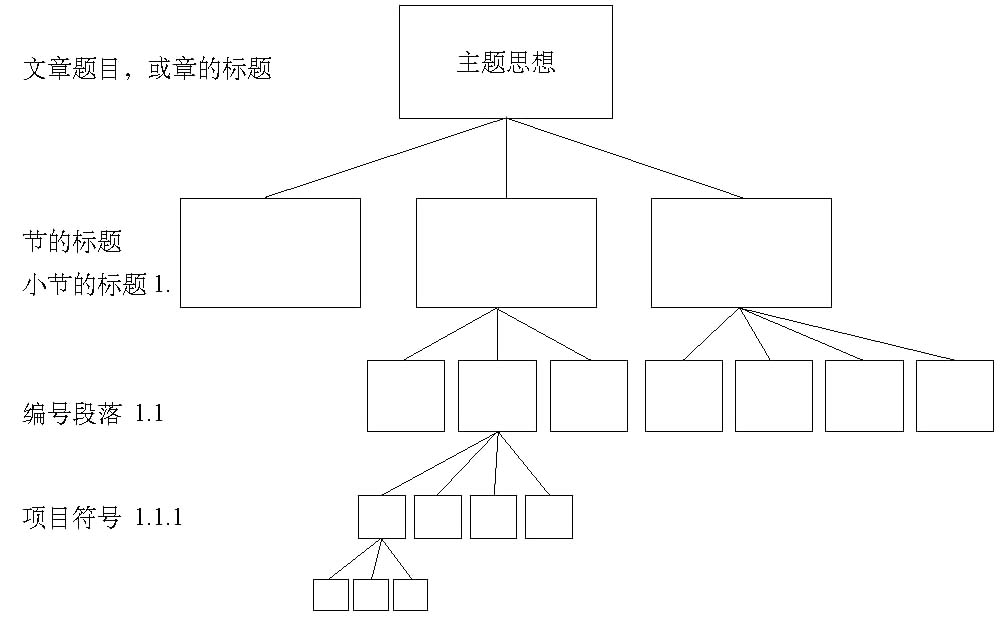 主题思想
文章题目，或章的标题
节的标题
小节的标题1.
编号段落 1.1
项目符号 1.1.1